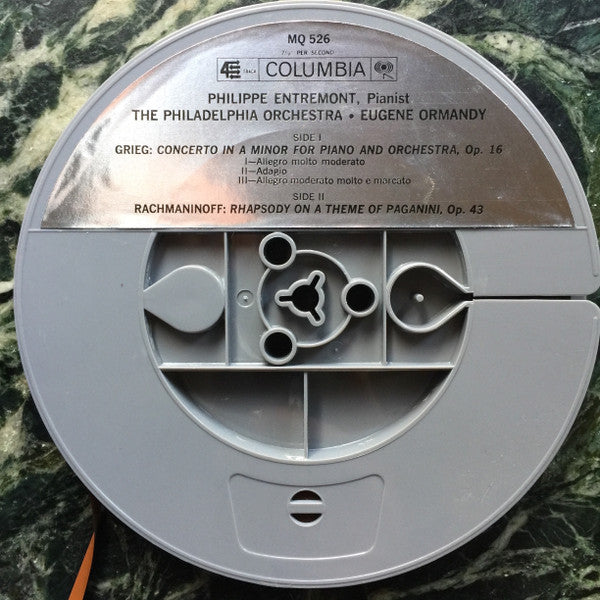 MQ 526
7½" PER SECOND
4 TRACK COLUMBIA
PHILIPPE ENTREMONT, Pianist
THE PHILADELPHIA ORCHESTRA • EUGENE ORMANDY
SIDE I
GRIEG: CONCERTO IN A MINOR FOR PIANO AND ORCHESTRA, Op. 16
I—Allegro molto moderato
II—Adagio
III—Allegro moderato molto e marcato
SIDE II
RACHMANINOFF: RHAPSODY ON A THEME OF PAGANINI, Op. 43